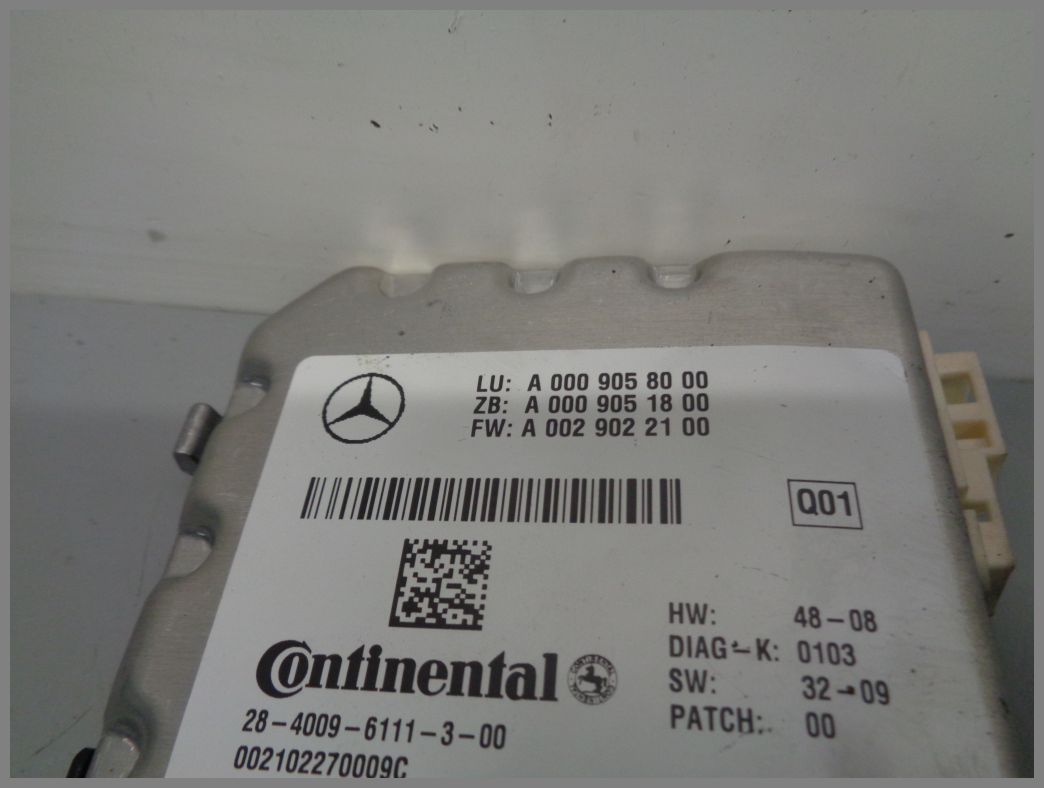 LU: A 000 905 80 00
ZB: A 000 905 18 00
FW: A 002 902 21 00
Q01
HW: 48-08
DIAG-K: 0103
SW: 32-09
PATCH: 00
Continental
28-4009-6111-3-00
002102270009C